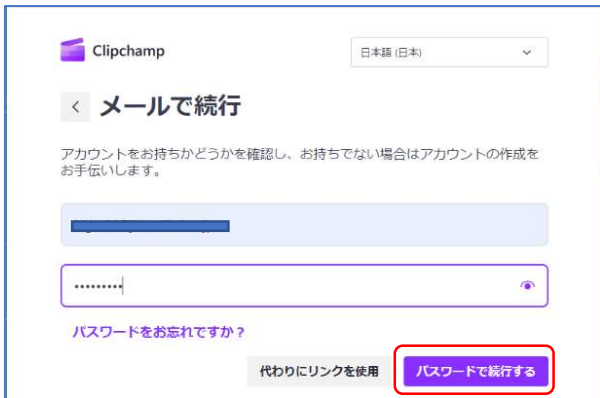 Clipchamp
日本語 (日本)
メールで続行
アカウントをお持ちかどうかを確認し、お持ちでない場合はアカウントの作成を
お手伝いします。
•••••••••
パスワードをお忘れですか？
代わりにリンクを使用
パスワードで続行する